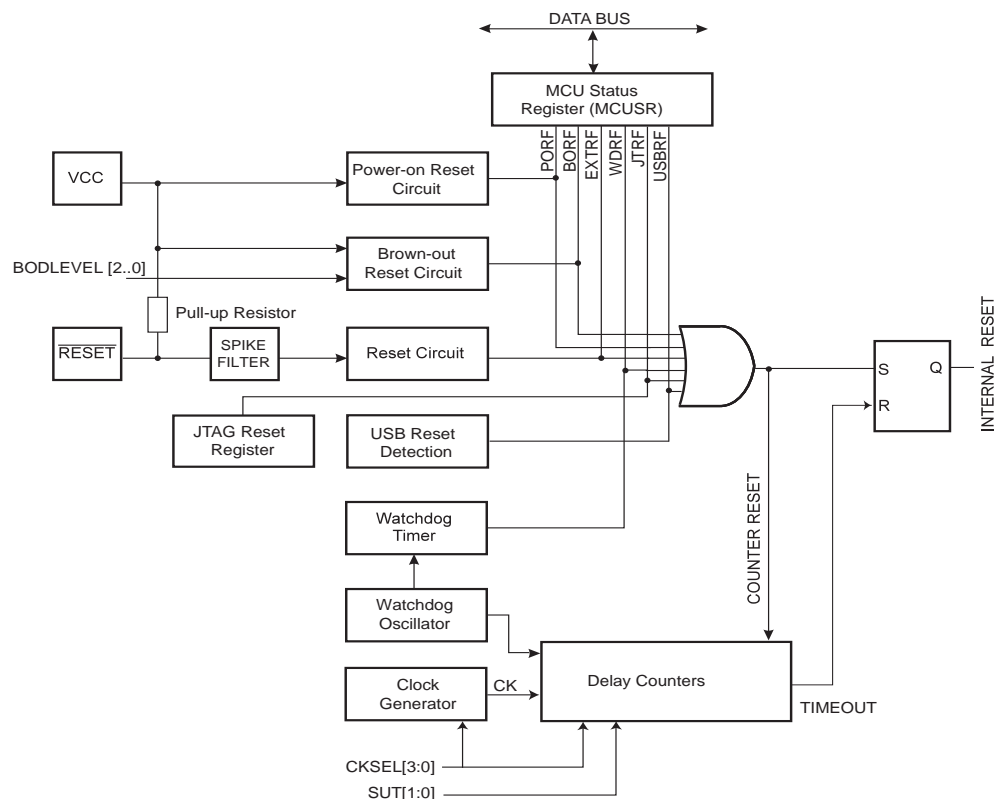 DATA BUS
MCU Status
Register (MCUSR)
PORF
BORF
EXTRF
WDRF
JTRF
USBRF
VCC
Power-on Reset
Circuit
BODLEVEL [2..0]
Brown-out
Reset Circuit
Pull-up Resistor
RESET
SPIKE
FILTER
Reset Circuit
JTAG Reset
Register
USB Reset
Detection
S
Q
R
INTERNAL RESET
Watchdog
Timer
COUNTER RESET
Watchdog
Oscillator
Clock
Generator
CK
Delay Counters
TIMEOUT
CKSEL[3:0]
SUT[1:0]